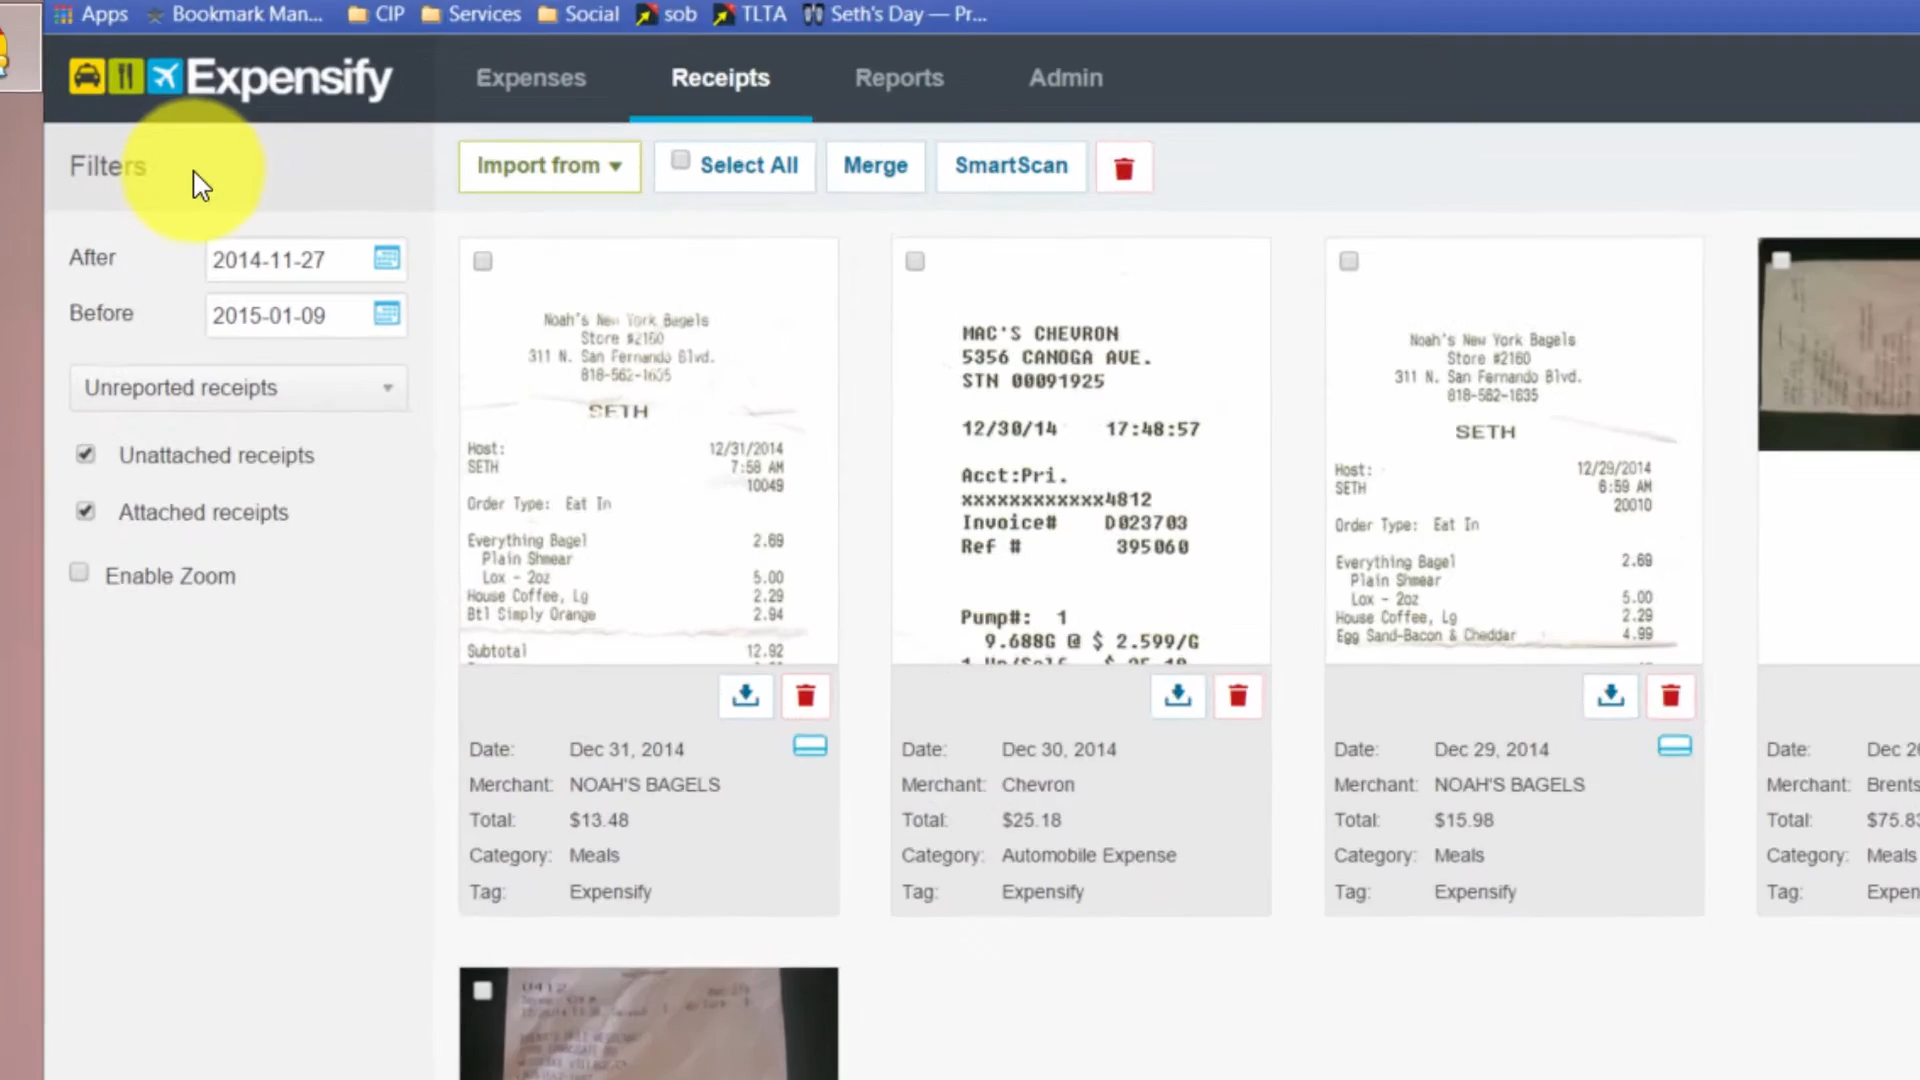 Apps Bookmark Man... CIP Services Social sob TLTA Seth's Day — Pr...
Expensify Expenses Receipts Reports Admin
Filters
Import from Select All Merge SmartScan
After 2014-11-27
Before 2015-01-09
Unreported receipts
Unattached receipts
Attached receipts
Enable Zoom
Noah's New York Bagels
Store #2160
311 N. San Fernando Blvd.
818-562-1635
SETH
Host: 12/31/2014
SETH 7:58 AM
10049
Order Type: Eat In
Everything Bagel 2.69
Plain Shmear
Lox - 2oz 5.00
House Coffee, Lg 2.29
Btl Simply Orange 2.94
Subtotal 12.92
Date: Dec 31, 2014
Merchant: NOAH'S BAGELS
Total: $13.48
Category: Meals
Tag: Expensify
MAC'S CHEVRON
5356 CANOGA AVE.
STN 00091925
12/30/14 17:48:57
Acct:Pri.
xxxxxxxxxxxx4812
Invoice# D023703
Ref # 395060
Pump#: 1
9.688G @ $ 2.599/G
Date: Dec 30, 2014
Merchant: Chevron
Total: $25.18
Category: Automobile Expense
Tag: Expensify
Noah's New York Bagels
Store #2160
311 N. San Fernando Blvd.
818-562-1635
SETH
Host: 12/29/2014
SETH 6:59 AM
20010
Order Type: Eat In
Everything Bagel 2.69
Plain Shmear
Lox - 2oz 5.00
House Coffee, Lg 2.29
Egg Sand-Bacon & Cheddar 4.99
Date: Dec 29, 2014
Merchant: NOAH'S BAGELS
Total: $15.98
Category: Meals
Tag: Expensify
Date: Dec 2
Merchant: Brents
Total: $75.83
Category: Meals
Tag: Expen